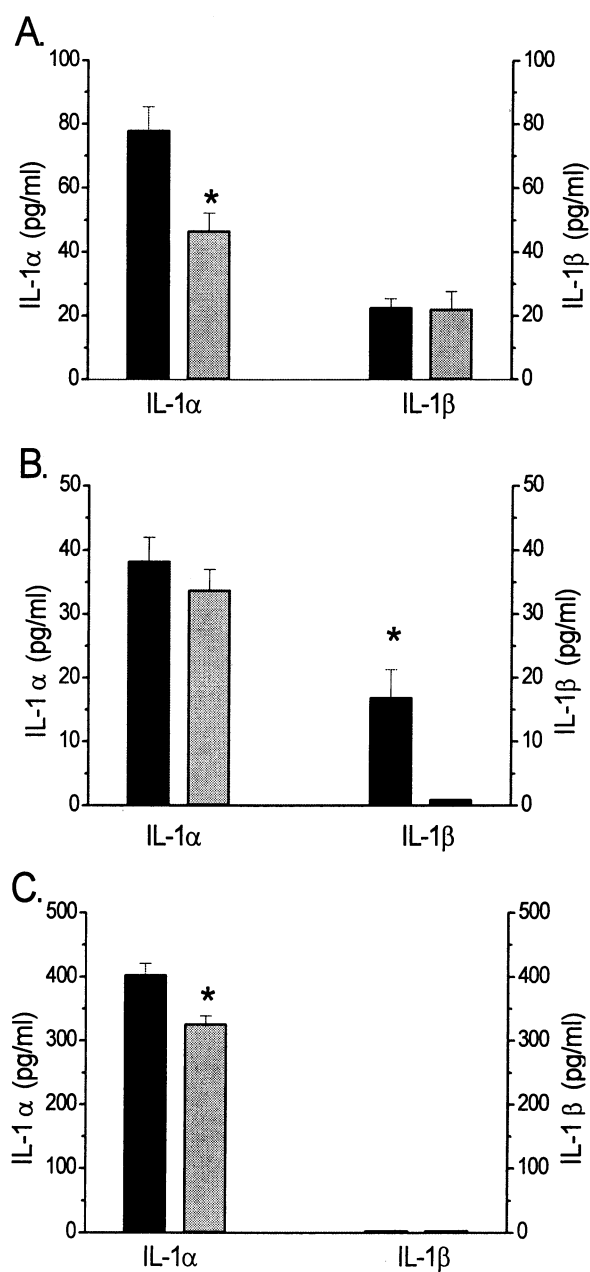 A.
100 100
80 80
60 60
40 40
20 20
0 0
IL-1α (pg/ml)
IL-1β (pg/ml)
*
IL-1α IL-1β
B.
50 50
40 40
30 30
20 20
10 10
0 0
IL-1 α (pg/ml)
IL-1β (pg/ml)
*
IL-1α IL-1β
C.
500 500
400 400
300 300
200 200
100 100
0 0
IL-1 α (pg/ml)
IL-1 β (pg/ml)
*
IL-1α IL-1β